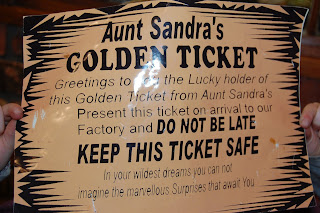 Aunt Sandra's
GOLDEN TICKET
Greetings to the Lucky holder of
this Golden Ticket from Aunt Sandra's
Present this ticket on arrival to our
Factory and DO NOT BE LATE
KEEP THIS TICKET SAFE
In your wildest dreams you can not
imagine the marvellous Surprises that await You